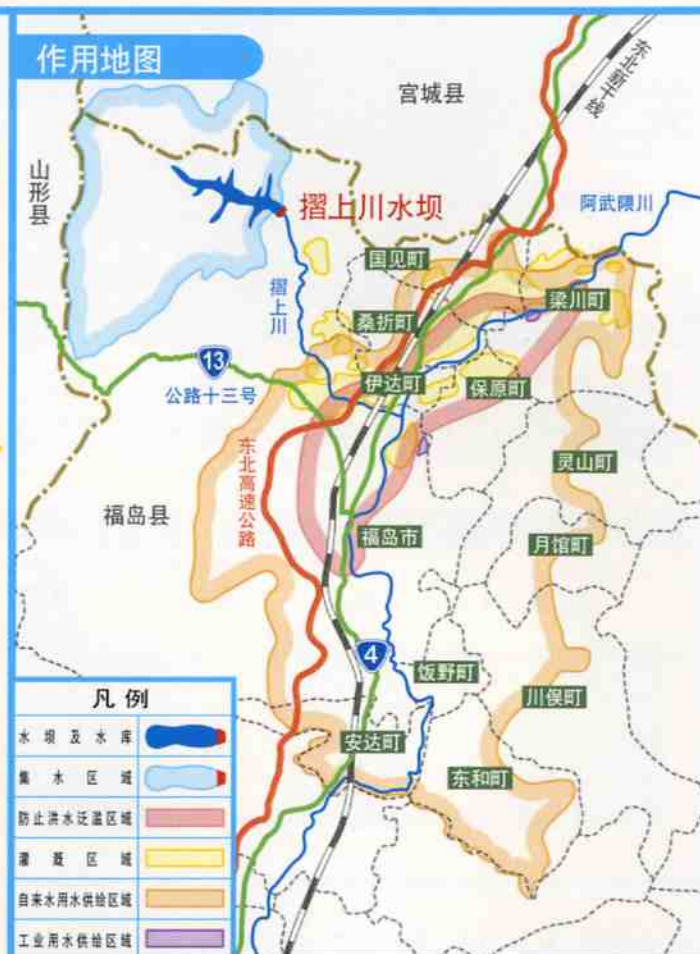 作用地图
宫城县
东北新干线
山形县
摺上川水坝
阿武隈川
国见町
摺上川
梁川町
桑折町
13
公路十三号
伊达町
保原町
东北高速公路
灵山町
福岛县
福岛市
月馆町
4
饭野町
川俣町
安达町
东和町
凡例
水坝及水库
集水区域
防止洪水泛滥区域
灌溉区域
自来水用水供给区域
工业用水供给区域